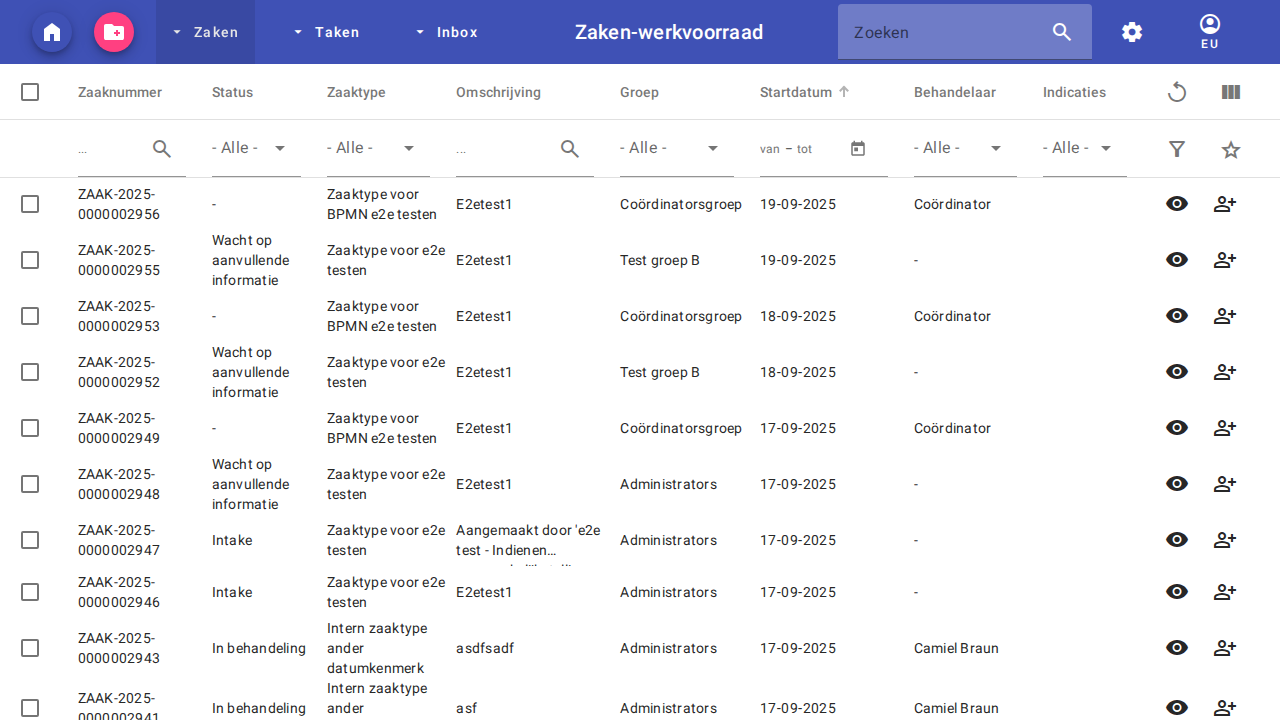 Zaken Taken Inbox Zaken-werkvoorraad Zoeken EU
Zaaknummer Status Zaaktype Omschrijving Groep Startdatum Behandelaar Indicaties
... - Alle - - Alle - ... - Alle - van – tot - Alle - - Alle -
ZAAK-2025-
0000002956
-
Zaaktype voor
BPMN e2e testen
E2etest1
Coördinatorsgroep
19-09-2025
Coördinator
ZAAK-2025-
0000002955
Wacht op
aanvullende
informatie
Zaaktype voor e2e
testen
E2etest1
Test groep B
19-09-2025
-
ZAAK-2025-
0000002953
-
Zaaktype voor
BPMN e2e testen
E2etest1
Coördinatorsgroep
18-09-2025
Coördinator
ZAAK-2025-
0000002952
Wacht op
aanvullende
informatie
Zaaktype voor e2e
testen
E2etest1
Test groep B
18-09-2025
-
ZAAK-2025-
0000002949
-
Zaaktype voor
BPMN e2e testen
E2etest1
Coördinatorsgroep
17-09-2025
Coördinator
ZAAK-2025-
0000002948
Wacht op
aanvullende
informatie
Zaaktype voor e2e
testen
E2etest1
Administrators
17-09-2025
-
ZAAK-2025-
0000002947
Intake
Zaaktype voor e2e
testen
Aangemaakt door 'e2e
test - Indienen...
Administrators
17-09-2025
-
ZAAK-2025-
0000002946
Intake
Zaaktype voor e2e
testen
E2etest1
Administrators
17-09-2025
-
ZAAK-2025-
0000002943
In behandeling
Intern zaaktype
ander
datumkenmerk
asdfsadf
Administrators
17-09-2025
Camiel Braun
ZAAK-2025-
0000002941
In behandeling
Intern zaaktype
ander
asf
Administrators
17-09-2025
Camiel Braun